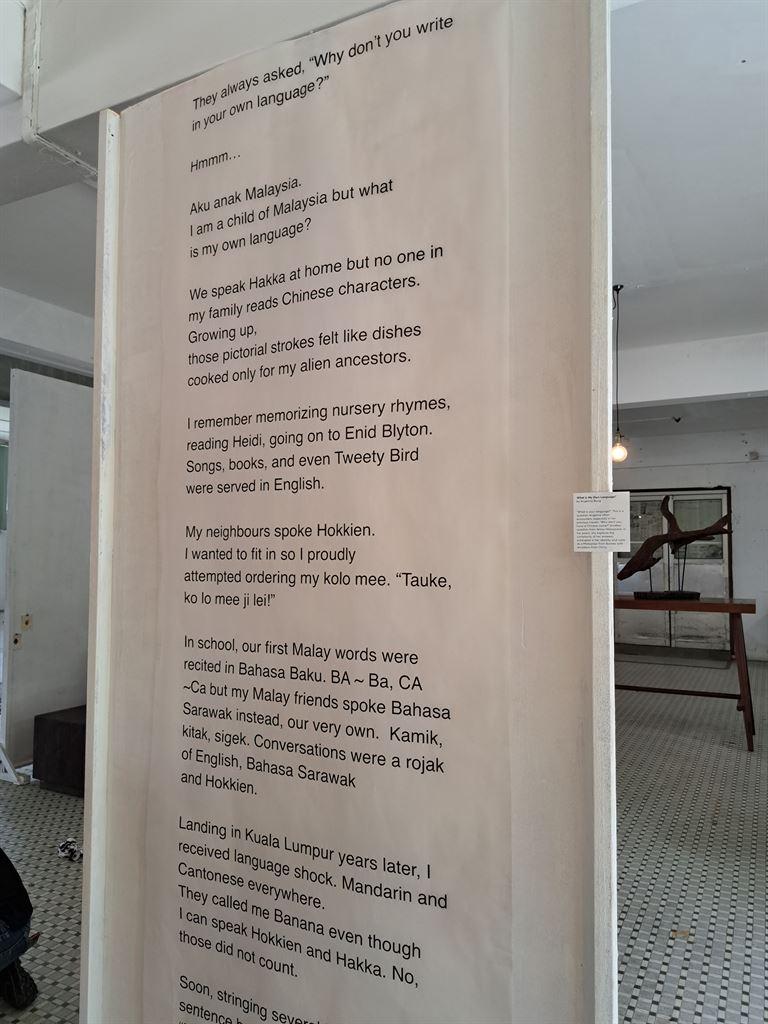 They always asked, “Why don’t you write
in your own language?”
Hmmm…
Aku anak Malaysia.
I am a child of Malaysia but what
is my own language?
We speak Hakka at home but no one in
my family reads Chinese characters.
Growing up,
those pictorial strokes felt like dishes
cooked only for my alien ancestors.
I remember memorizing nursery rhymes,
reading Heidi, going on to Enid Blyton.
Songs, books, and even Tweety Bird
were served in English.
My neighbours spoke Hokkien.
I wanted to fit in so I proudly
attempted ordering my kolo mee. “Tauke,
ko lo mee ji lei!”
In school, our first Malay words were
recited in Bahasa Baku. BA ~ Ba, CA
~Ca but my Malay friends spoke Bahasa
Sarawak instead, our very own. Kamik,
kitak, sigek. Conversations were a rojak
of English, Bahasa Sarawak
and Hokkien.
Landing in Kuala Lumpur years later, I
received language shock. Mandarin and
Cantonese everywhere.
They called me Banana even though
I can speak Hokkien and Hakka. No,
those did not count.
Soon, stringing
sentence
What is My Own Language?